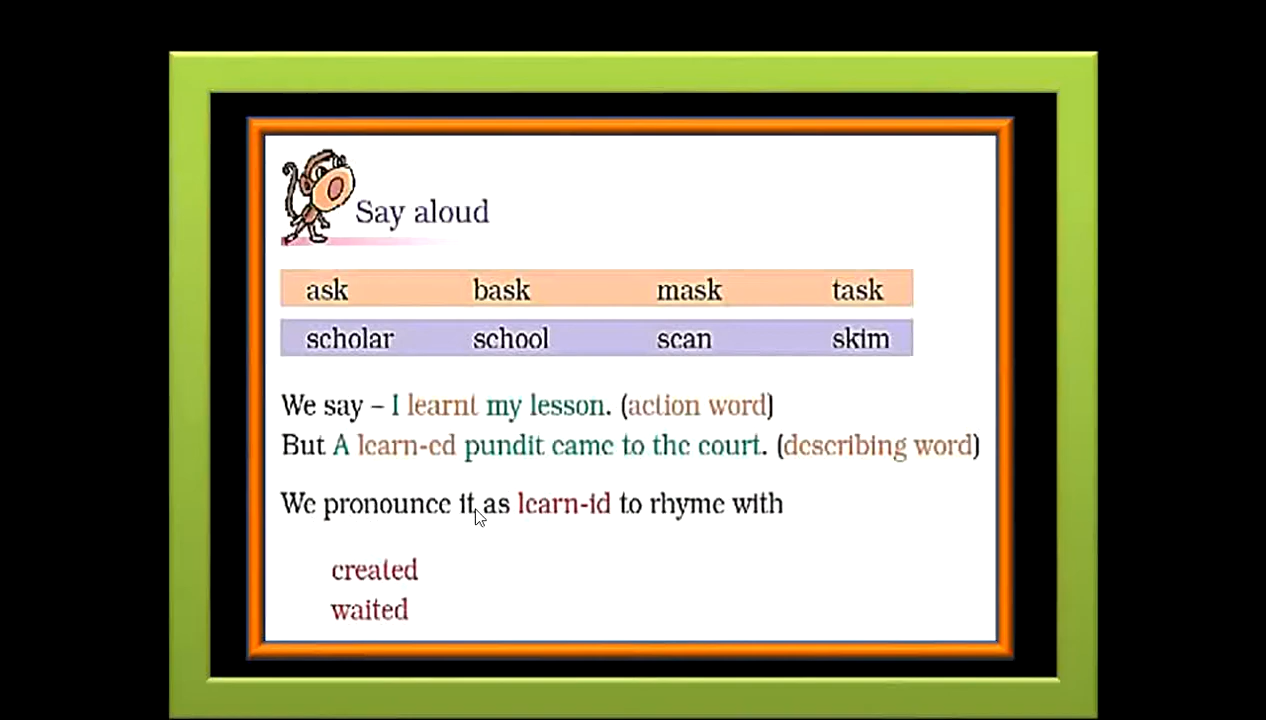 Say aloud
ask bask mask task
scholar school scan skim
We say – I learnt my lesson. (action word)
But A learn-ed pundit came to the court. (describing word)
We pronounce it as learn-id to rhyme with
created
waited